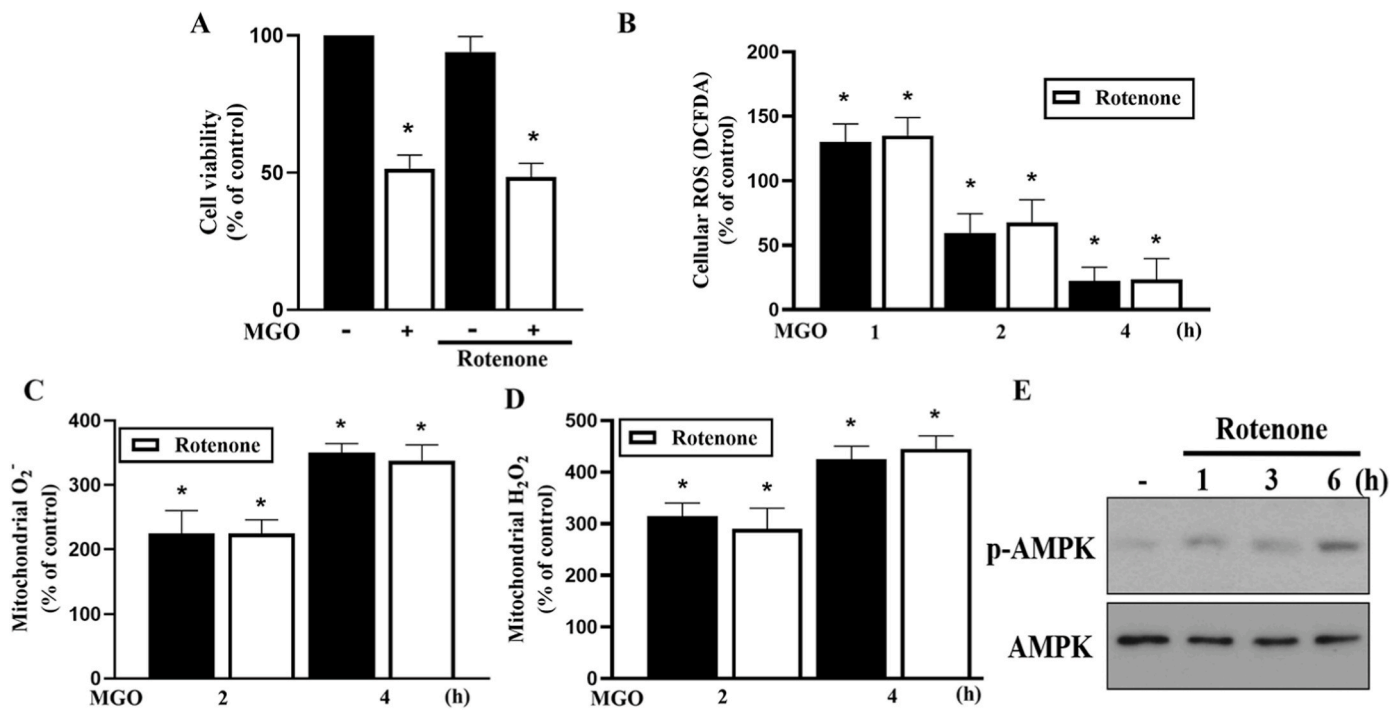 A
Cell viability
(% of control)
100
50
0
*
*
MGO - + - +
Rotenone
B
Cellular ROS (DCFDA)
(% of control)
200
150
100
50
0
Rotenone
* * * * * *
MGO 1 2 4 (h)
C
Mitochondrial O₂⁻
(% of control)
400
300
200
100
0
Rotenone
* * * *
MGO 2 4 (h)
D
Mitochondrial H₂O₂
(% of control)
500
400
300
200
100
0
Rotenone
* * * *
MGO 2 4 (h)
E
Rotenone
- 1 3 6 (h)
p-AMPK
AMPK